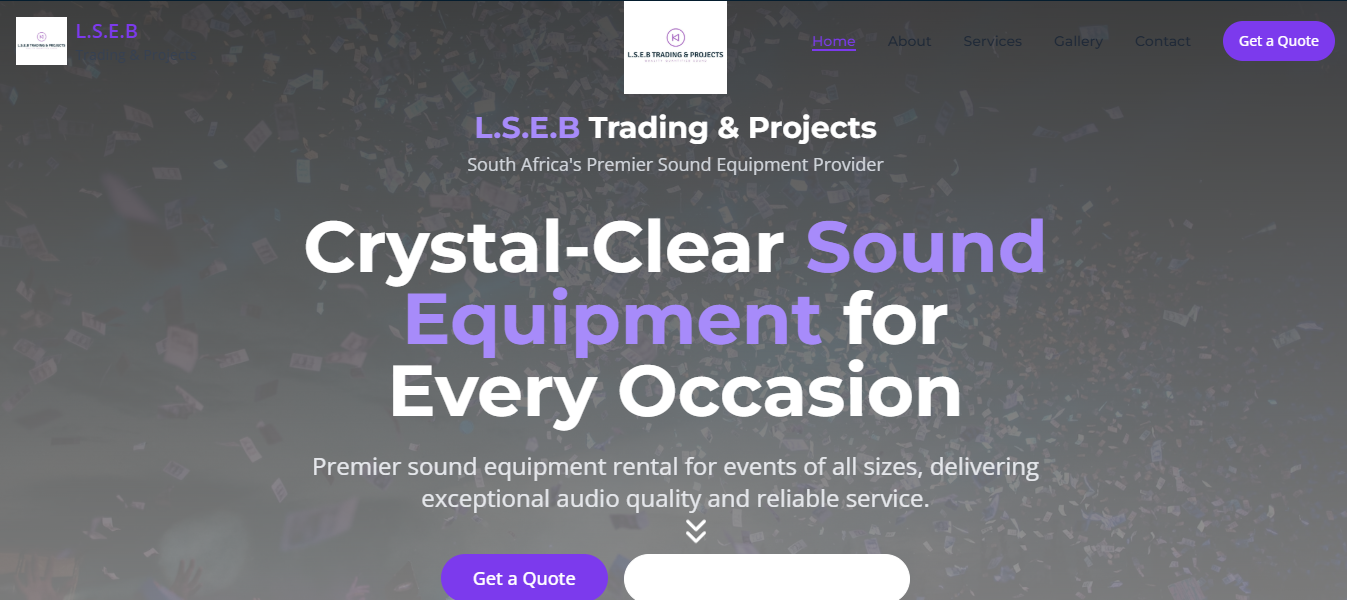 L.S.E.B TRADING & PROJECTS
L.S.E.B
L.S.E.B TRADING & PROJECTS
Home
About
Services
Gallery
Contact
Get a Quote
L.S.E.B Trading & Projects
South Africa's Premier Sound Equipment Provider
Crystal-Clear Sound
Equipment for
Every Occasion
Premier sound equipment rental for events of all sizes, delivering
exceptional audio quality and reliable service.
Get a Quote